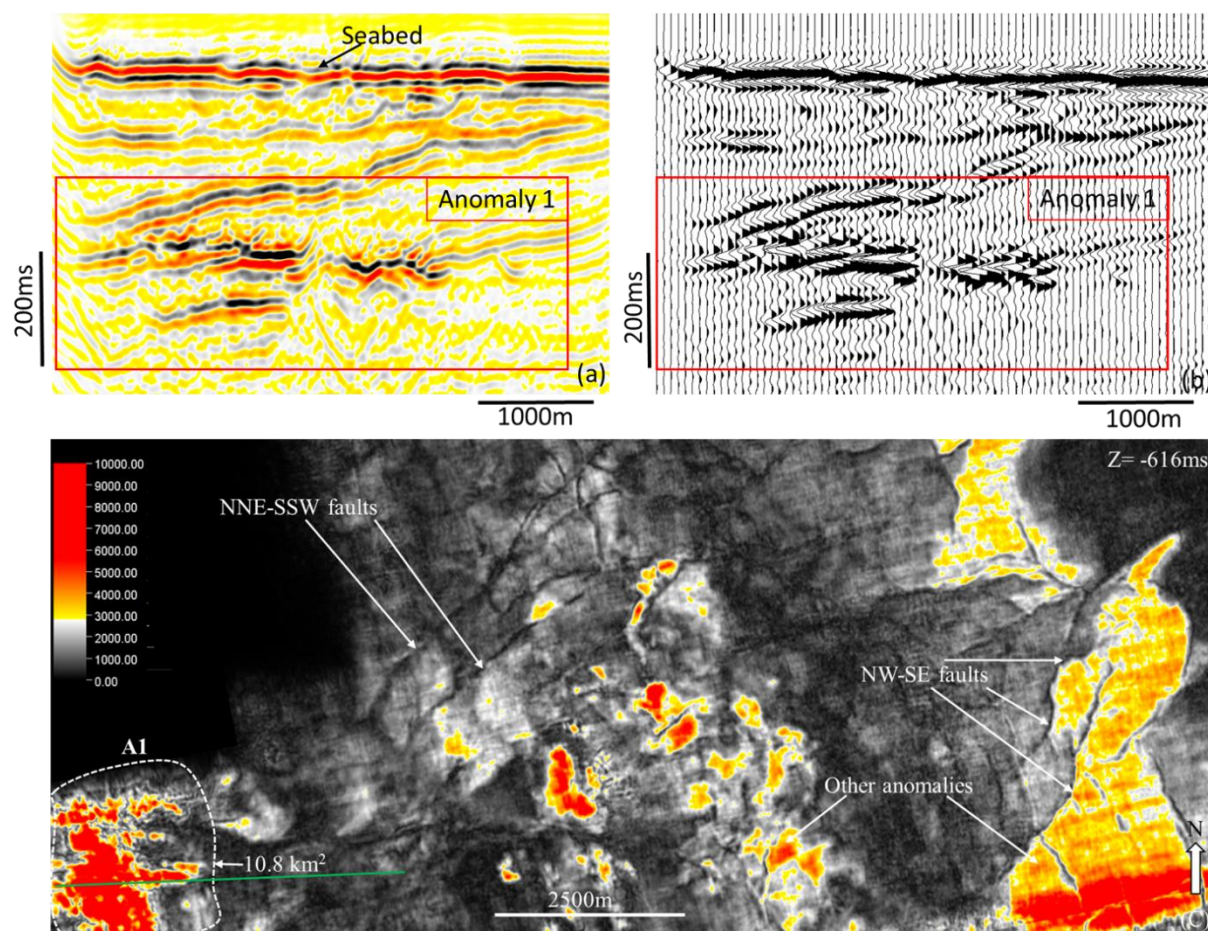 Seabed
Anomaly 1
200ms
(a)
1000m
Anomaly 1
200ms
(b)
1000m
Z= -616ms
10000.00
9000.00
8000.00
7000.00
6000.00
5000.00
4000.00
3000.00
2000.00
1000.00
0.00
NNE-SSW faults
NW-SE faults
A1
Other anomalies
N
10.8 km²
2500m
(C)